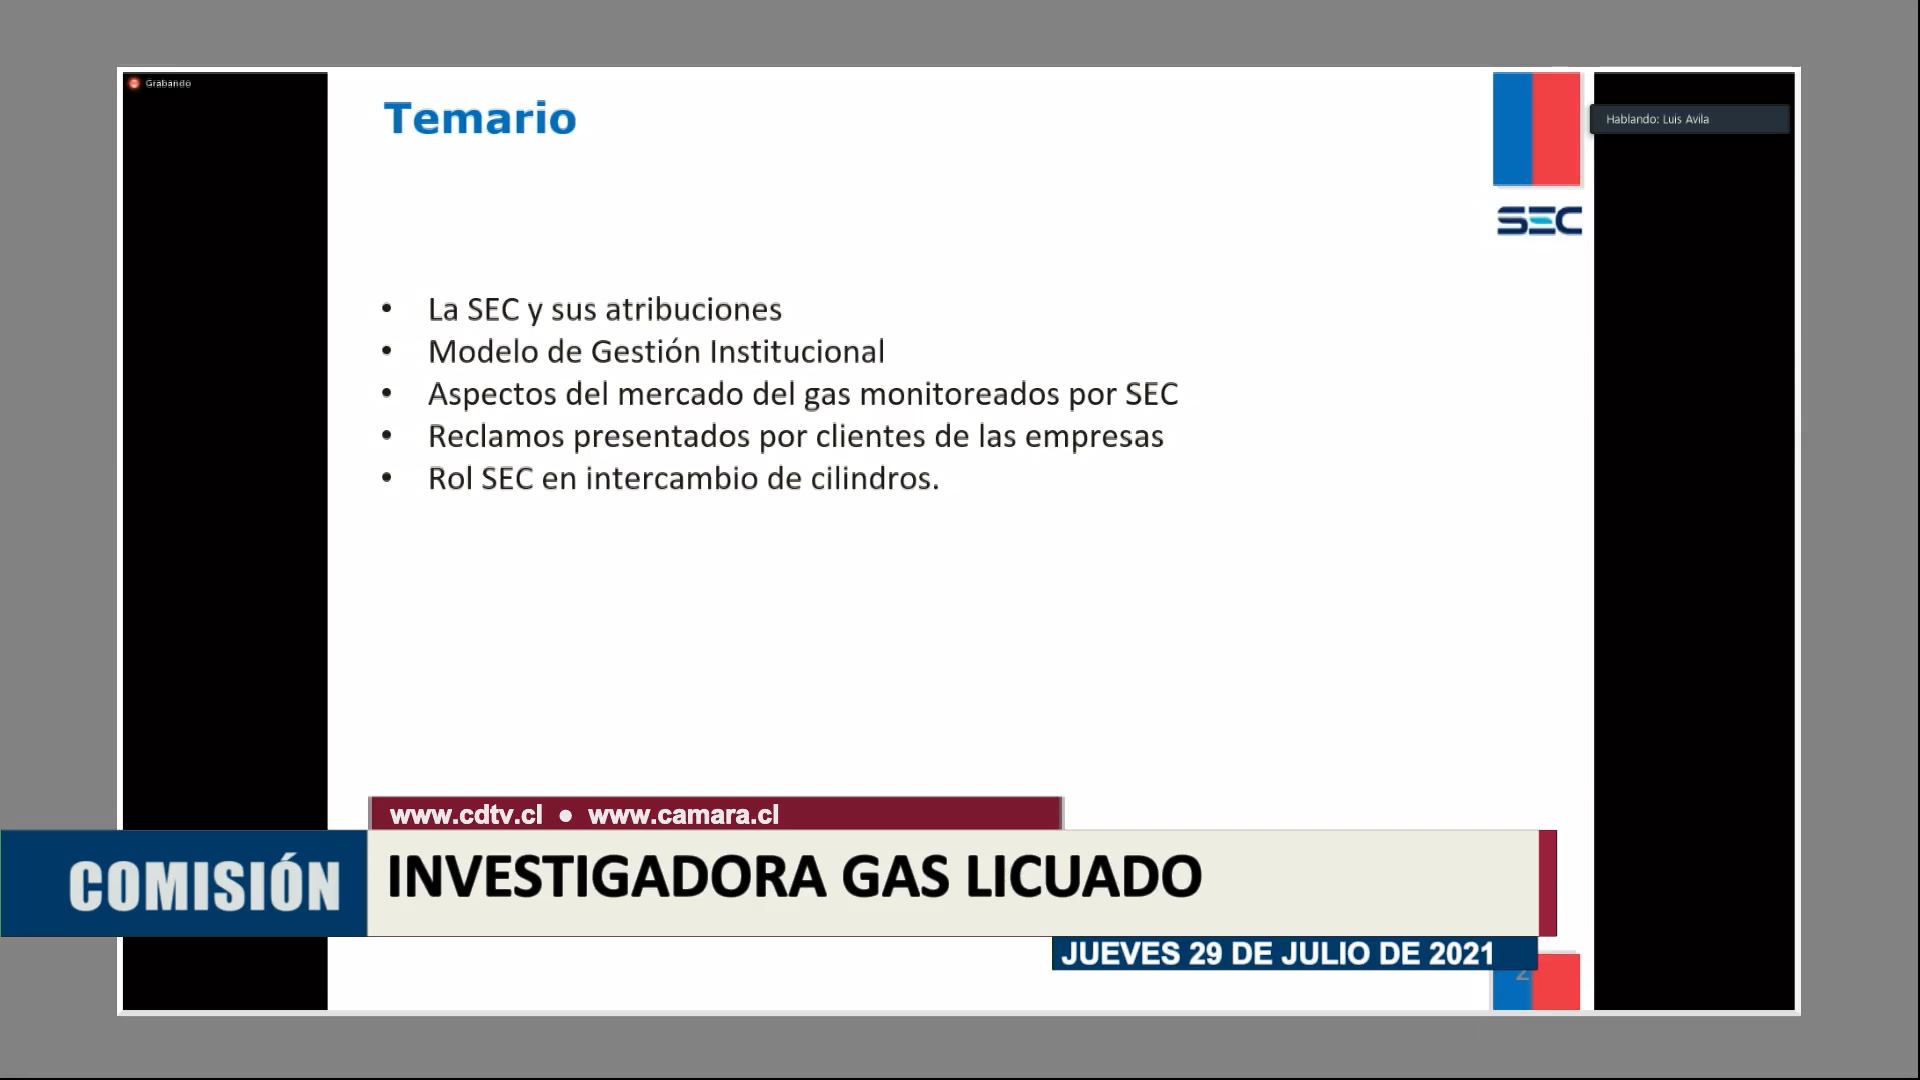 Grabando
Temario
Hablando: Luis Avila
SEC
• La SEC y sus atribuciones
• Modelo de Gestión Institucional
• Aspectos del mercado del gas monitoreados por SEC
• Reclamos presentados por clientes de las empresas
• Rol SEC en intercambio de cilindros.
www.cdtv.cl • www.camara.cl
COMISIÓN
INVESTIGADORA GAS LICUADO
JUEVES 29 DE JULIO DE 2021
2